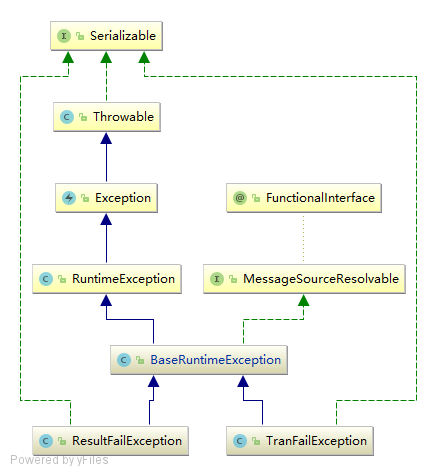 I Serializable
C Throwable
Exception
@ FunctionalInterface
C RuntimeException
I MessageSourceResolvable
C BaseRuntimeException
C ResultFailException
C TranFailException
Powered by yFiles